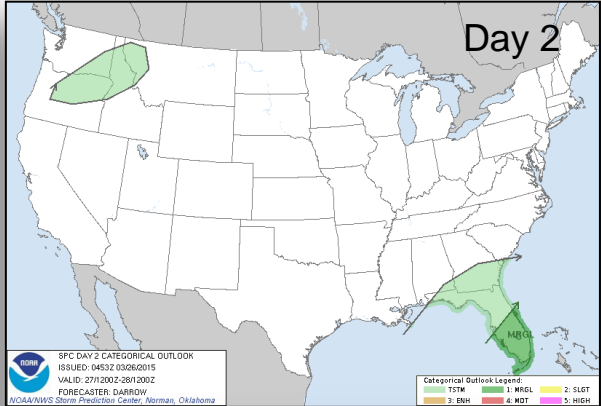 Day 2
MRGL
NOAA
SPC DAY 2 CATEGORICAL OUTLOOK
ISSUED: 0453Z 03/26/2015
VALID: 27/1200Z-28/1200Z
FORECASTER: DARROW
NOAA/NWS Storm Prediction Center, Norman, Oklahoma
Categorical Outlook Legend:
TSTM 1: MRGL 2: SLGT
3: ENH 4: MDT 5: HIGH